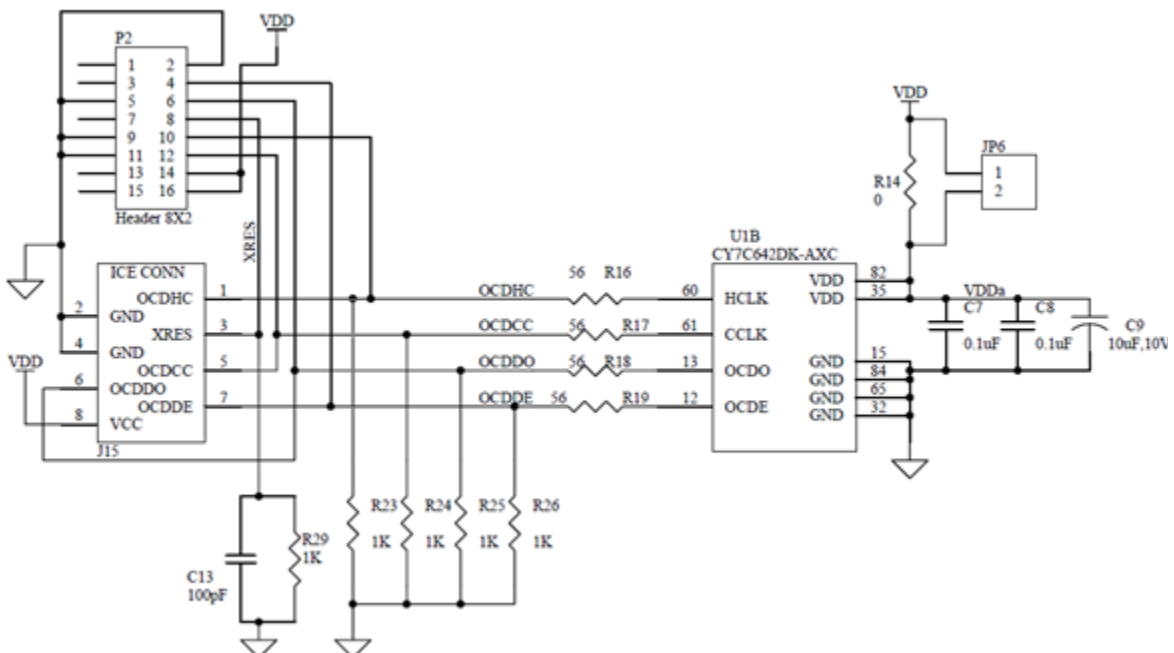 VDD
P2
1 2
3 4
5 6
7 8
9 10
11 12
13 14
15 16
Header 8X2
XRES
ICE CONN
OCDHC 1
2 GND
XRES 3
4 GND
OCDCC 5
VDD
6 OCDDO
OCDDE 7
8 VCC
J15
OCDHC 56 R16
OCDCC 56 R17
OCDDO 56 R18
OCDDE 56 R19
U1B
CY7C642DK-AXC
VDD 82
60 HCLK VDD 35
61 CCLK
13 OCDO GND 15
GND 84
12 OCDE GND 65
GND 32
VDD
R14
0
JP6
1
2
VDDa
C7
0.1uF
C8
0.1uF
C9
10uF,10V
C13
100pF
R29
1K
R23
1K
R24
1K
R25
1K
R26
1K